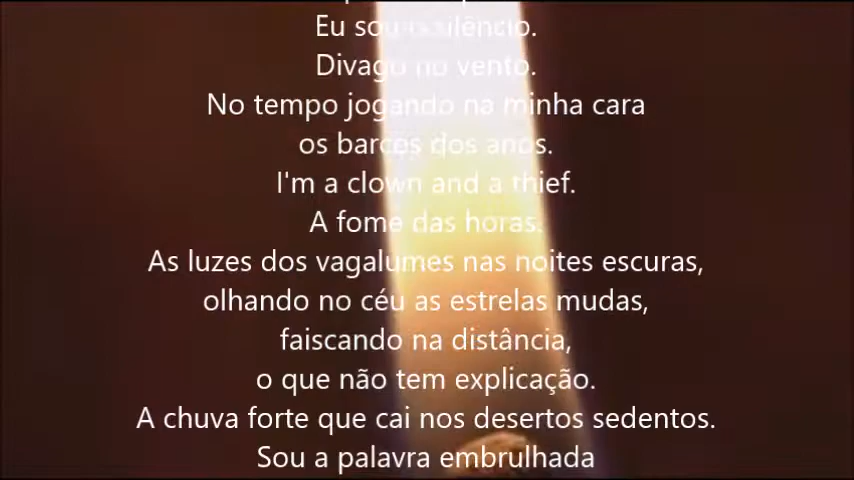 Eu sou o silêncio.
Divago no vento.
No tempo jogando na minha cara
os barcos dos anos.
I'm a clown and a thief.
A fome das horas.
As luzes dos vagalumes nas noites escuras,
olhando no céu as estrelas mudas,
faiscando na distância,
o que não tem explicação.
A chuva forte que cai nos desertos sedentos.
Sou a palavra embrulhada